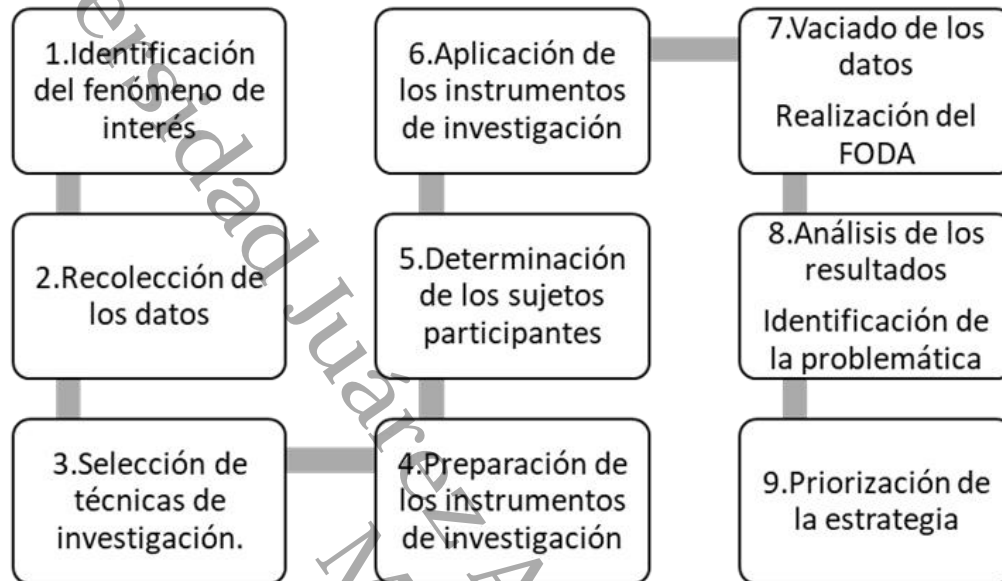 1.Identificación
del fenómeno de
interés
2.Recolección de
los datos
3.Selección de
técnicas de
investigación.
4.Preparación de
los instrumentos
de investigación
5.Determinación
de los sujetos
participantes
6.Aplicación de
los instrumentos
de investigación
7.Vaciado de los
datos
Realización del
FODA
8.Análisis de los
resultados
Identificación de
la problemática
9.Priorización de
la estrategia
ersidad Juárez A
M